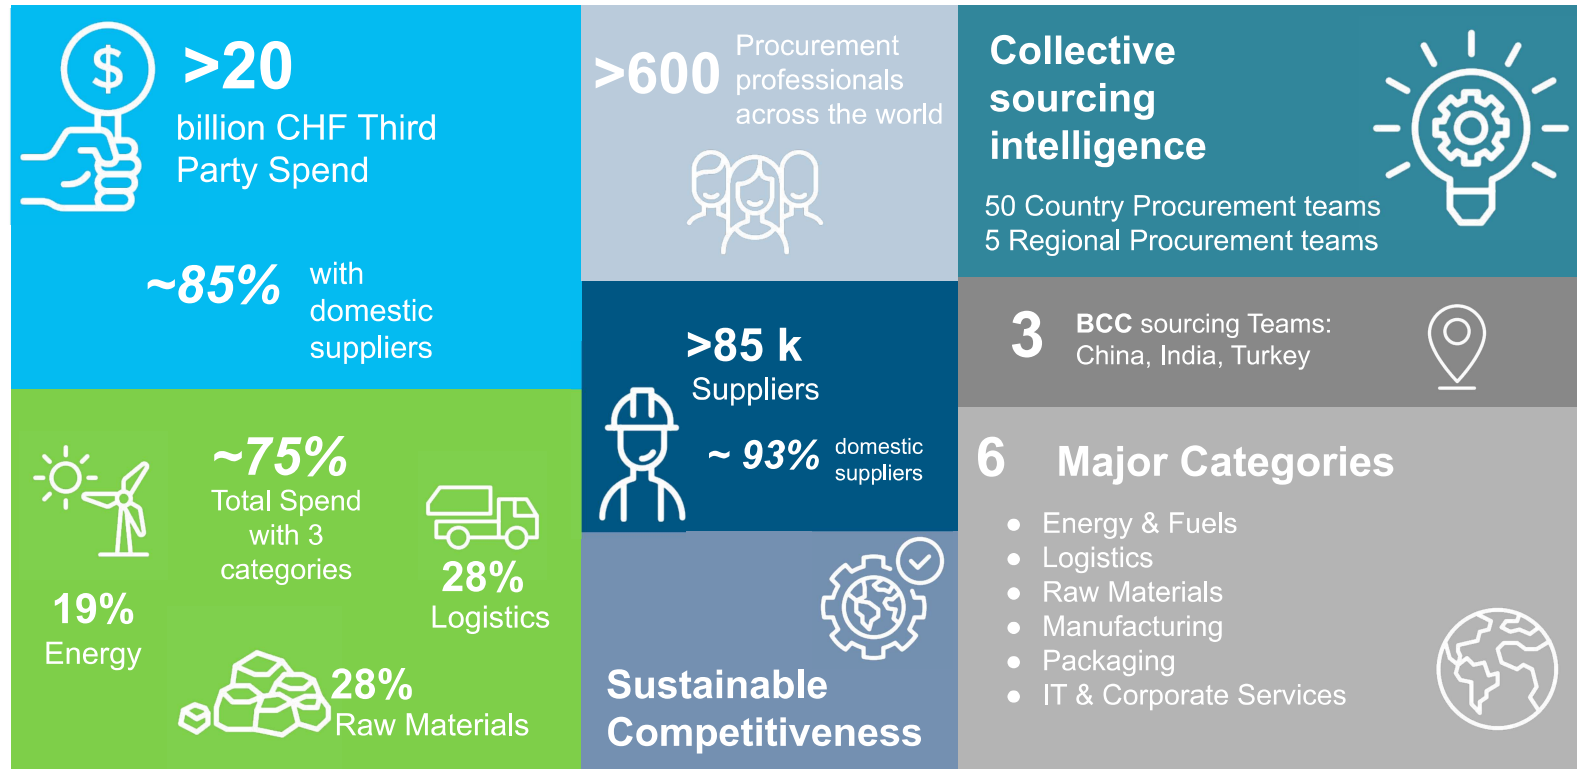 $
>20
billion CHF Third
Party Spend
~85%
with
domestic
suppliers
~75%
Total Spend
with 3
categories
19%
Energy
28%
Logistics
28%
Raw Materials
>600
Procurement
professionals
across the world
>85 k
Suppliers
~ 93%
domestic
suppliers
Sustainable
Competitiveness
Collective
sourcing
intelligence
50 Country Procurement teams
5 Regional Procurement teams
3
BCC sourcing Teams:
China, India, Turkey
6 Major Categories
● Energy & Fuels
● Logistics
● Raw Materials
● Manufacturing
● Packaging
● IT & Corporate Services